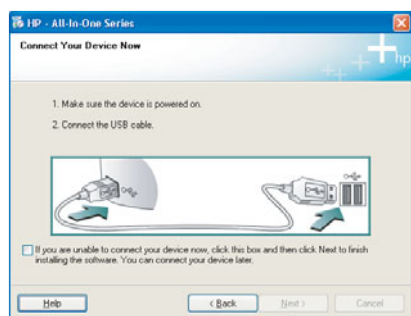 HP - All-In-One Series
Connect Your Device Now
hp
1. Make sure the device is powered on.
2. Connect the USB cable.
If you are unable to connect your device now, click this box and then click Next to finish
installing the software. You can connect your device later.
Help
< Back
Next >
Cancel